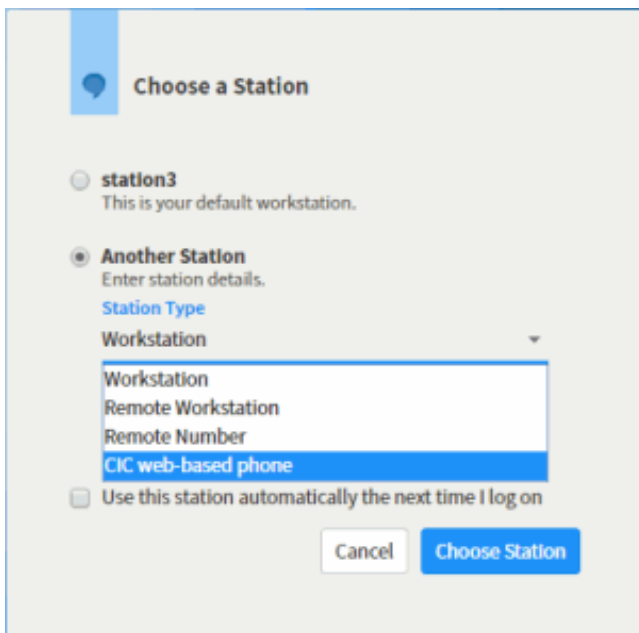 Choose a Station
station3
This is your default workstation.
Another Station
Enter station details.
Station Type
Workstation
Workstation
Remote Workstation
Remote Number
CIC web-based phone
Use this station automatically the next time I log on
Cancel Choose Station